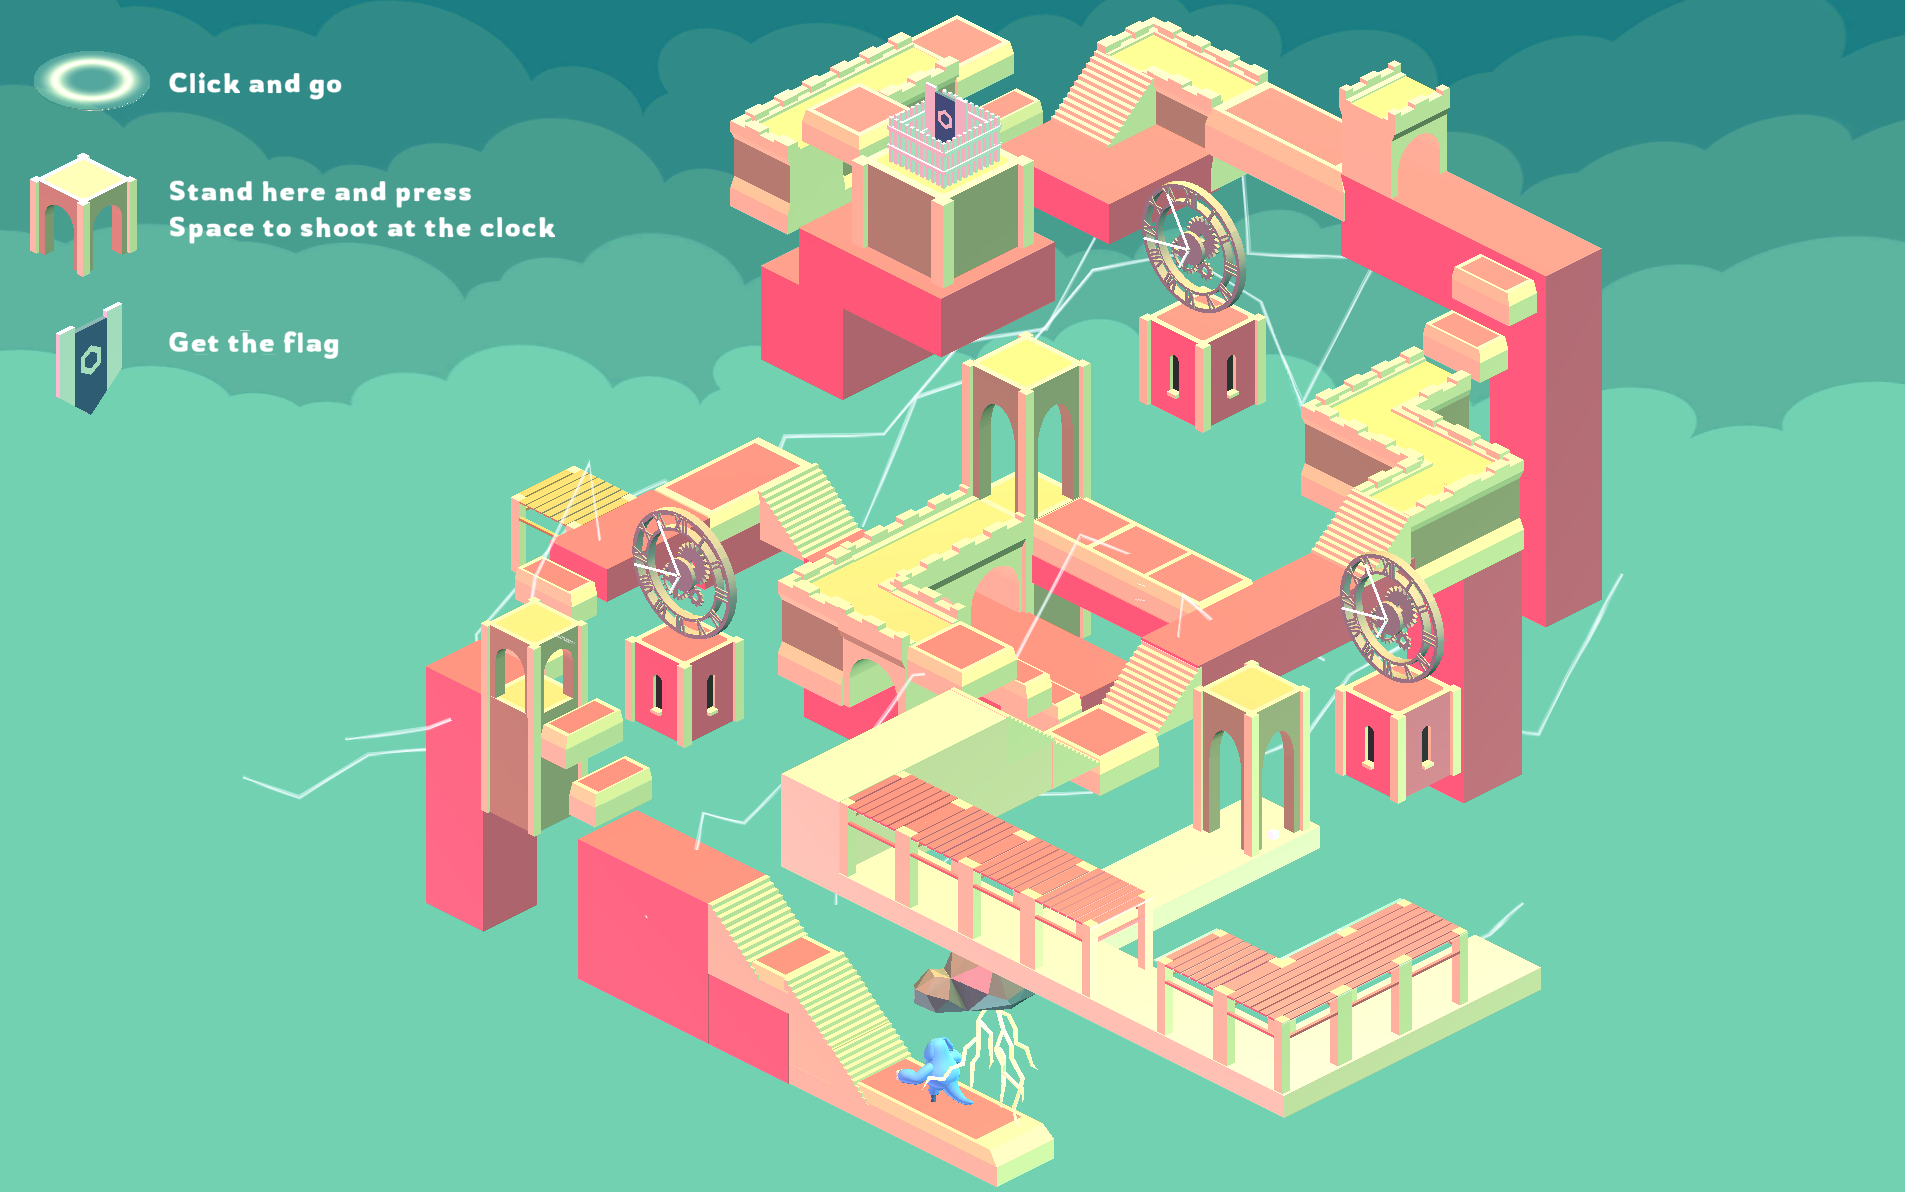 Click and go
Stand here and press
Space to shoot at the clock
Get the flag